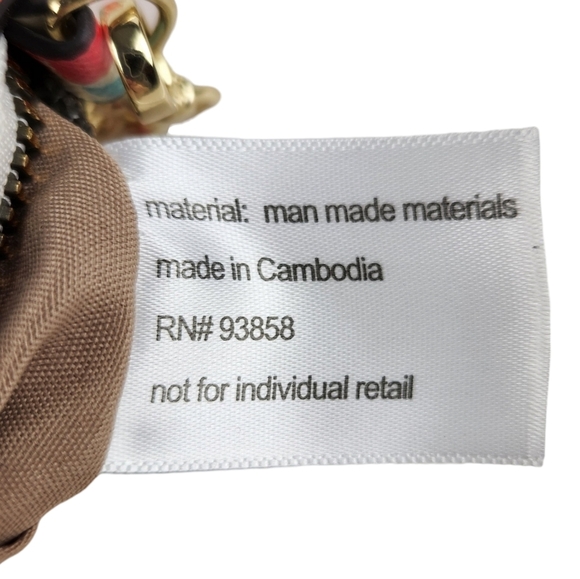 material: man made materials
made in Cambodia
RN# 93858
not for individual retail